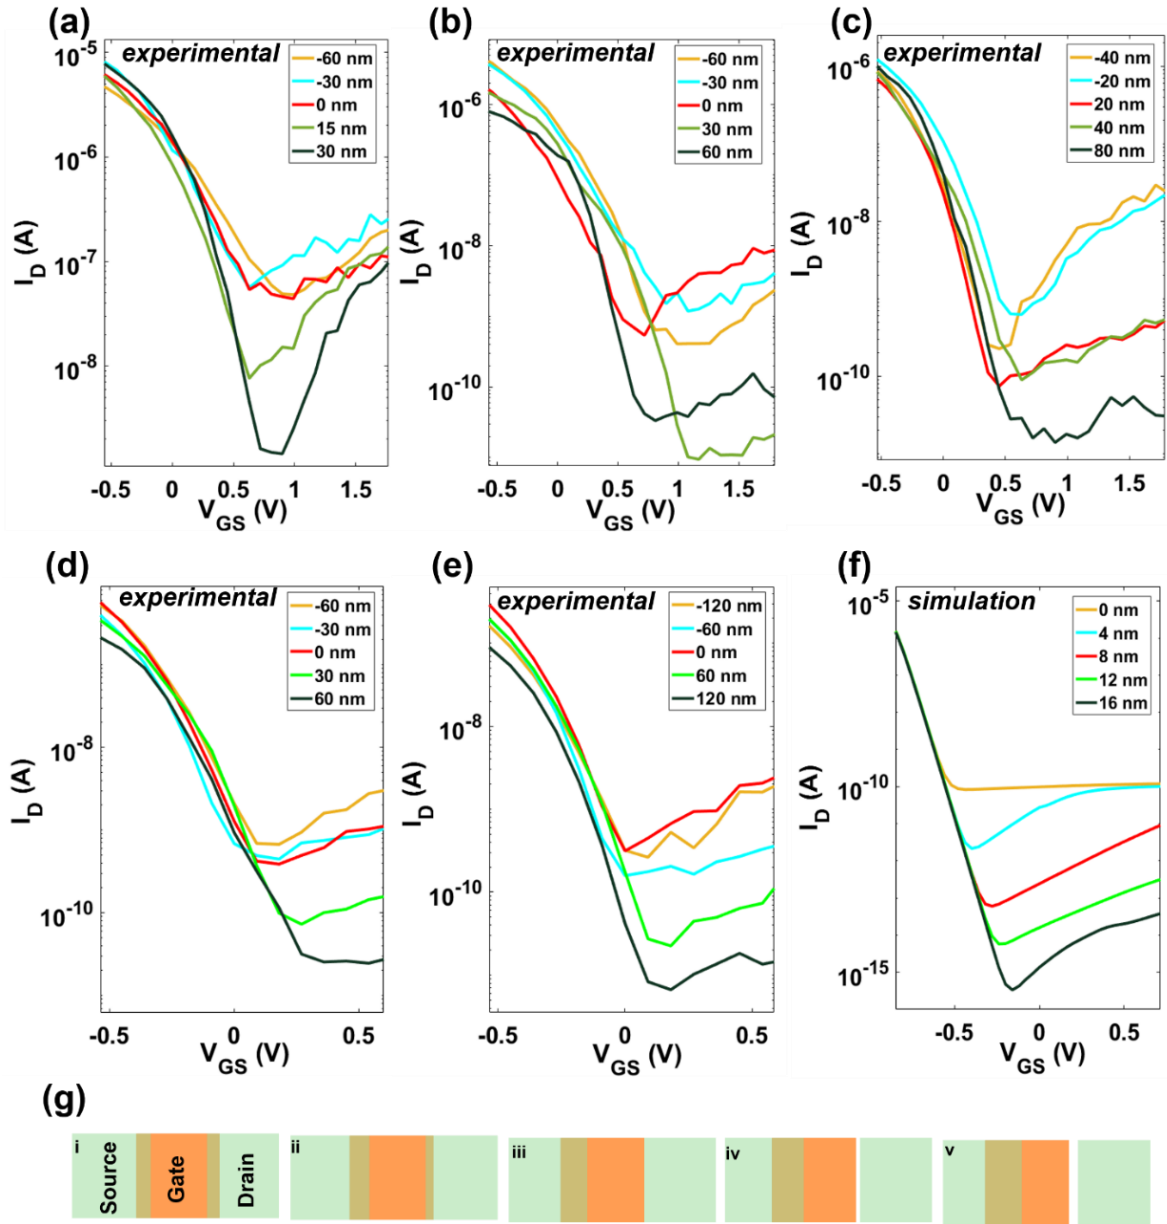 (a)
experimental
-60 nm
-30 nm
0 nm
15 nm
30 nm
10-5
10-6
10-7
10-8
I_D (A)
-0.5 0 0.5 1 1.5
V_GS (V)
(b)
experimental
-60 nm
-30 nm
0 nm
30 nm
60 nm
10-6
10-8
10-10
I_D (A)
-0.5 0 0.5 1 1.5
V_GS (V)
(c)
experimental
-40 nm
-20 nm
20 nm
40 nm
80 nm
10-6
10-8
10-10
I_D (A)
-0.5 0 0.5 1 1.5
V_GS (V)
(d)
experimental
-60 nm
-30 nm
0 nm
30 nm
60 nm
10-8
10-10
I_D (A)
-0.5 0 0.5
V_GS (V)
(e)
experimental
-120 nm
-60 nm
0 nm
60 nm
120 nm
10-8
10-10
I_D (A)
-0.5 0 0.5
V_GS (V)
(f)
simulation
0 nm
4 nm
8 nm
12 nm
16 nm
10-5
10-10
10-15
I_D (A)
-0.5 0 0.5
V_GS (V)
(g)
i
Source
Gate
Drain
ii
iii
iv
v